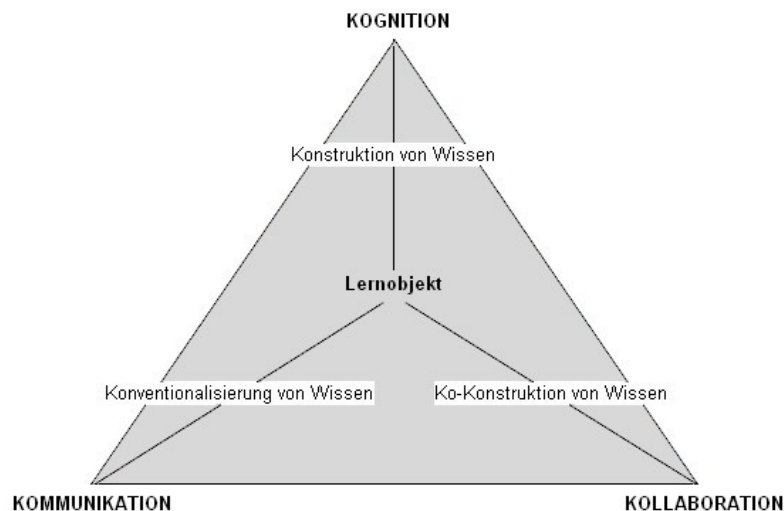 KOGNITION
Konstruktion von Wissen
Lernobjekt
Konventionalisierung von Wissen
Ko-Konstruktion von Wissen
KOMMUNIKATION
KOLLABORATION